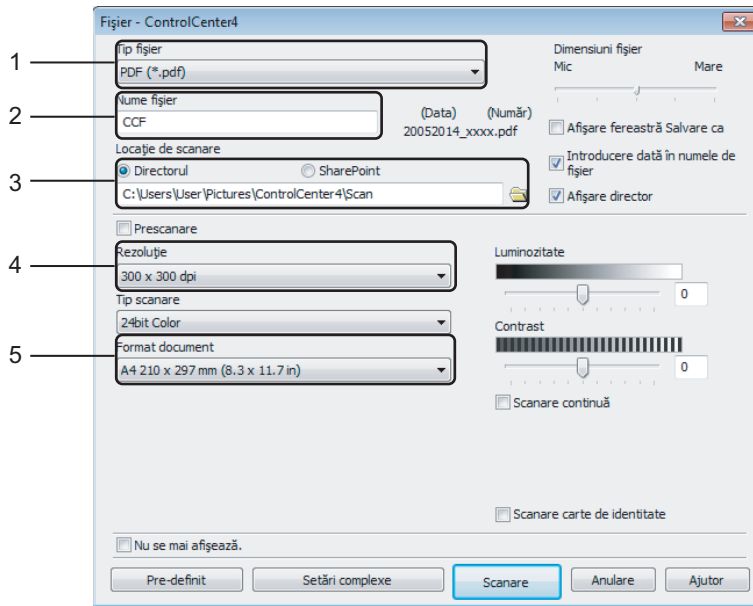 Fişier - ControlCenter4
1
Tip fişier
PDF (*.pdf)
Dimensiuni fişier
Mic Mare
2
Nume fişier
CCF
(Data) (Număr)
20052014_xxxx.pdf
Afişare fereastră Salvare ca
Introducere dată în numele de
fişier
Afişare director
Locaţie de scanare
3
Directorul SharePoint
C:\Users\User\Pictures\ControlCenter4\Scan
Prescanare
4
Rezoluţie
300 x 300 dpi
Luminozitate
0
Tip scanare
24bit Color
Contrast
0
5
Format document
A4 210 x 297 mm (8.3 x 11.7 in)
Scanare continuă
Scanare carte de identitate
Nu se mai afişează.
Pre-definit Setări complexe Scanare Anulare Ajutor